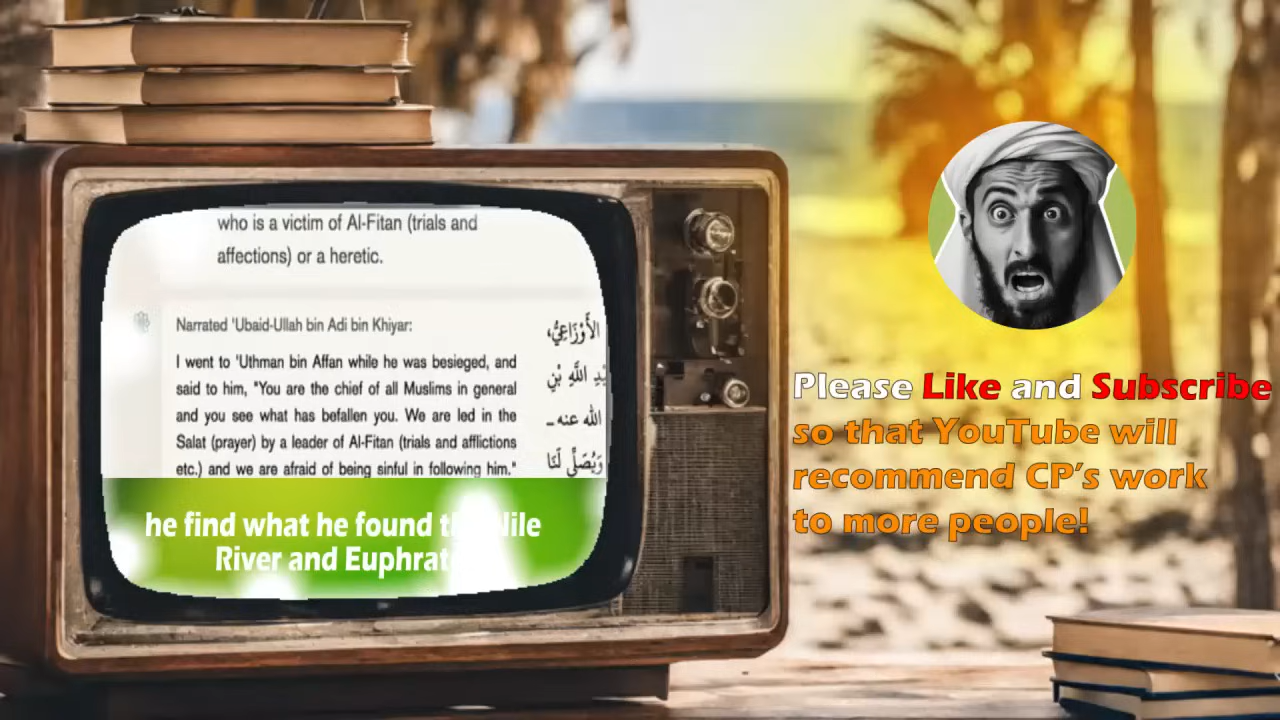 who is a victim of Al-Fitan (trials and
affections) or a heretic.
Narrated 'Ubaid-Ullah bin Adi bin Khiyar:
I went to 'Uthman bin Affan while he was besieged, and
said to him, "You are the chief of all Muslims in general
and you see what has befallen you. We are led in the
Salat (prayer) by a leader of Al-Fitan (trials and afflictions
etc.) and we are afraid of being sinful in following him."
الأَوْزَاعِيُّ،
اللَّهِ بْنِ
الله عنه ـ
وَيُصَلِّي لَنَا
he find what he found
River and
Please Like and Subscribe
so that YouTube will
recommend CP's work
to more people!